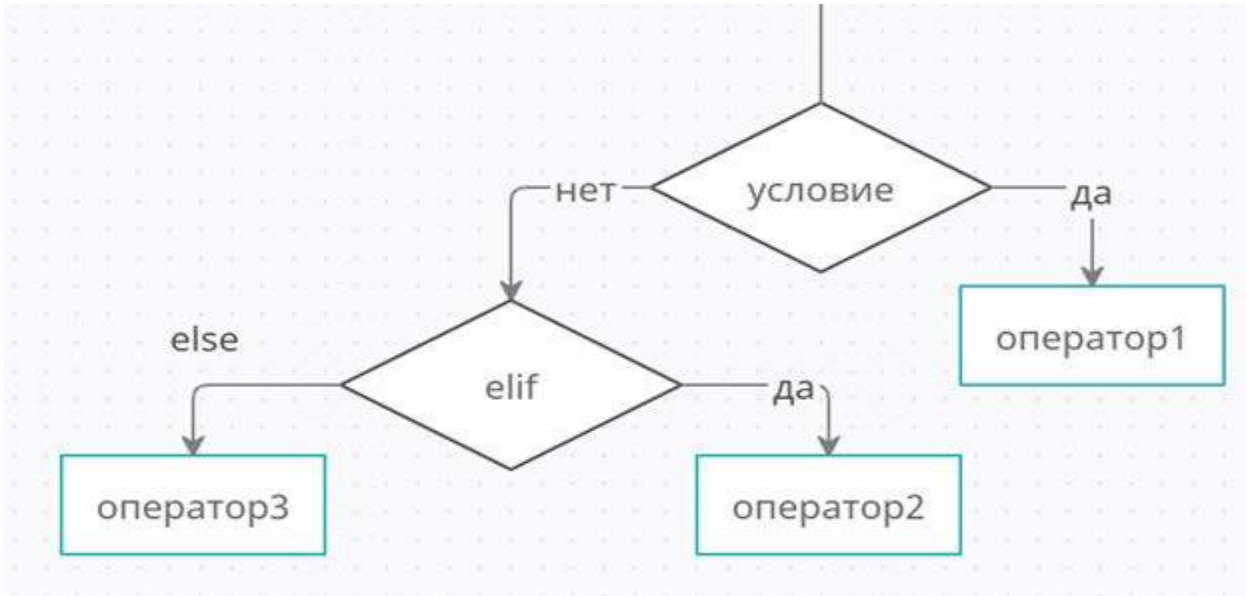 нет
условие
да
else
оператор1
elif
да
оператор3
оператор2